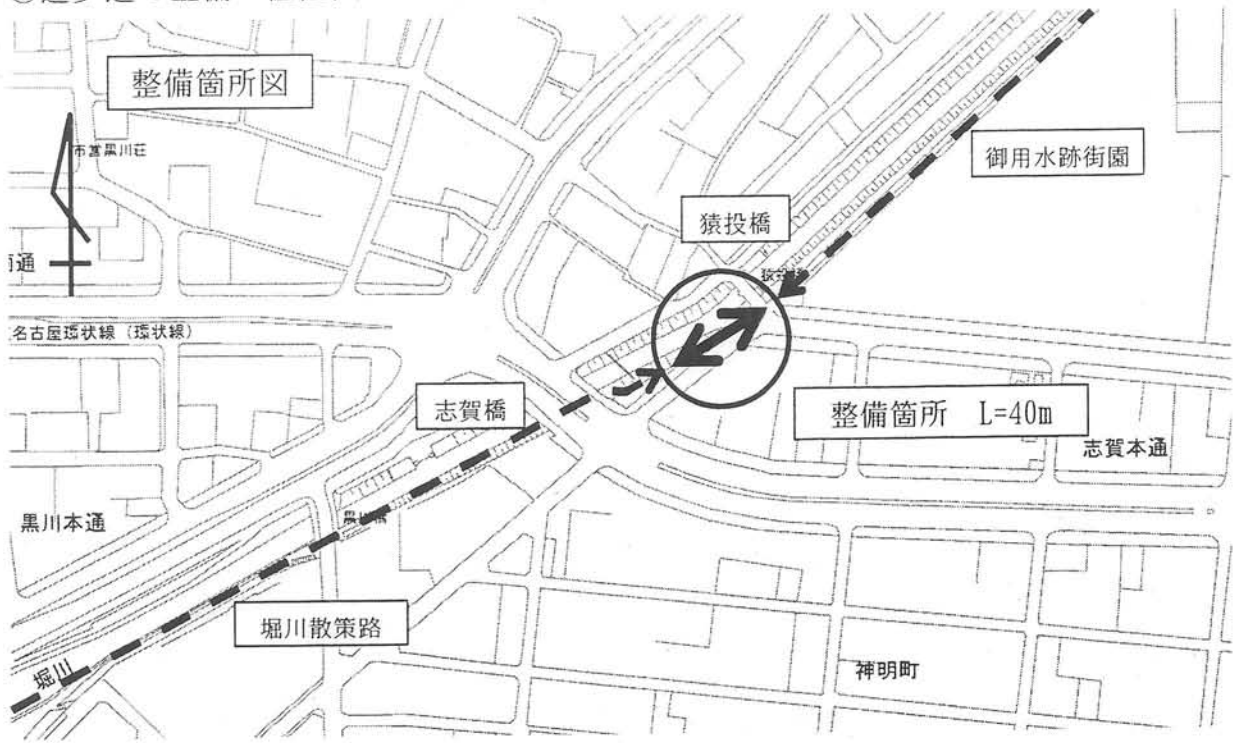 整備箇所図
市営黒川荘
御用水跡街園
猿投橋
名古屋環状線(環状線)
志賀橋
整備箇所 L=40m
志賀本通
黒川本通
堀川散策路
堀川
神明町